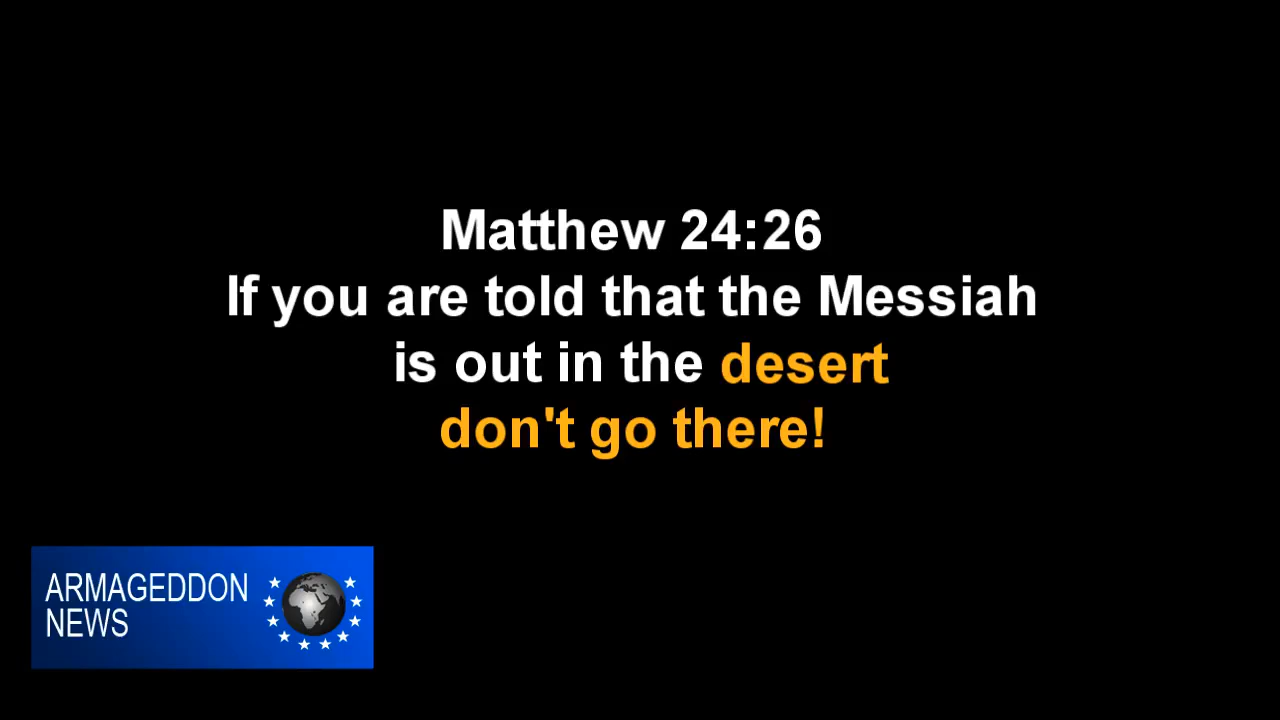 Matthew 24:26
If you are told that the Messiah
is out in the desert
don't go there!
ARMAGEDDON
NEWS